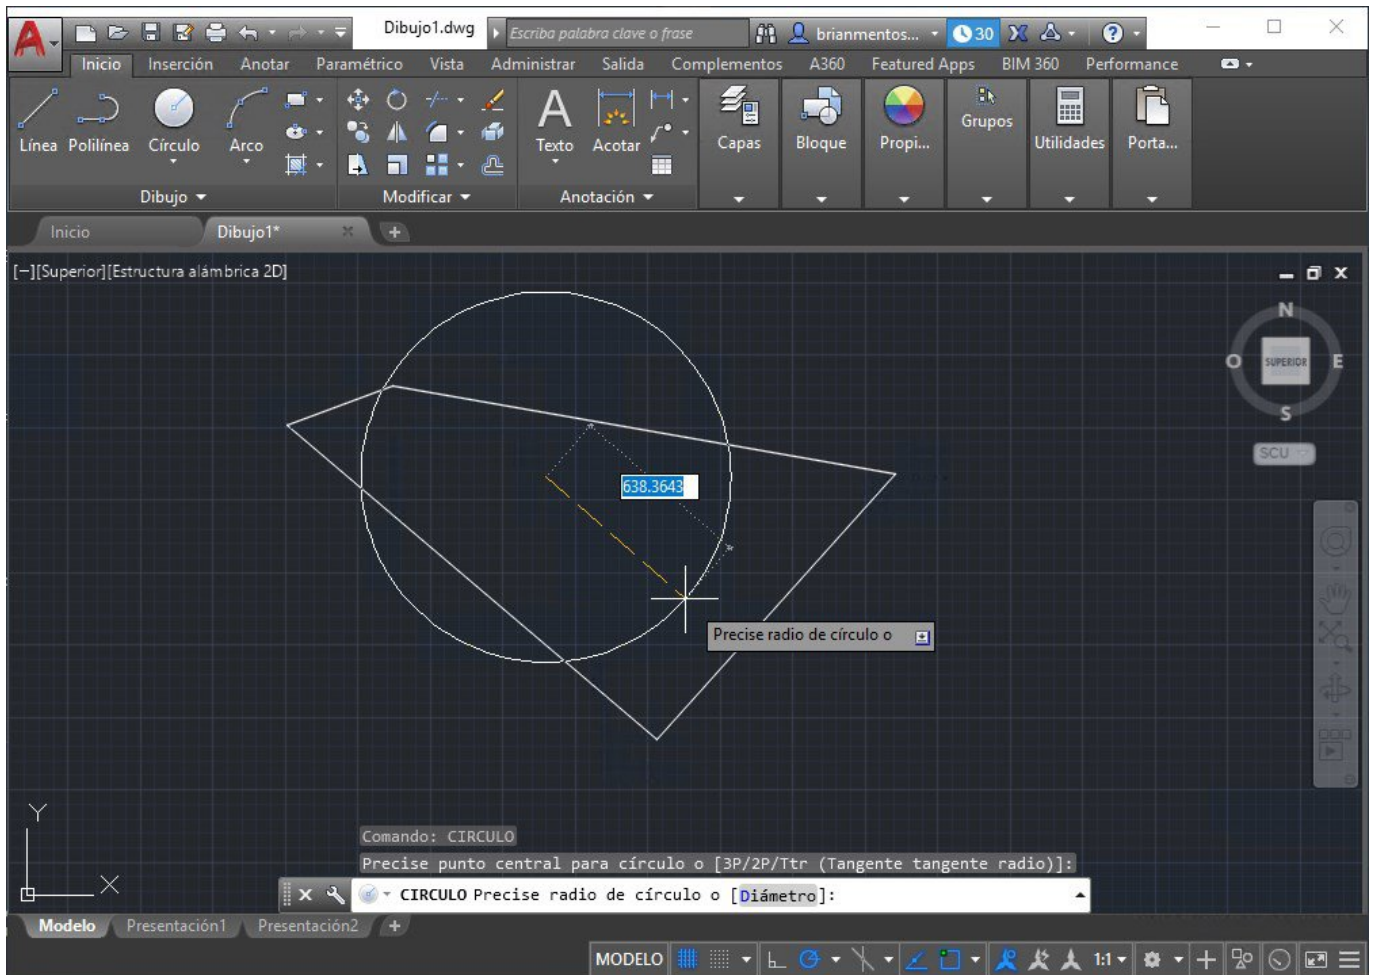 Dibujo1.dwg Escriba palabra clave o frase brianmentos... 30
Inicio Inserción Anotar Paramétrico Vista Administrar Salida Complementos A360 Featured Apps BIM 360 Performance
Línea Polilínea Círculo Arco Texto Acotar Capas Bloque Propi... Grupos Utilidades Porta...
Dibujo Modificar Anotación
Inicio Dibujo1*
[−][Superior][Estructura alámbrica 2D]
N
O SUPERIOR E
S
SCU
638.3643
Precise radio de círculo o
Y
X
Comando: CIRCULO
Precise punto central para círculo o [3P/2P/Ttr (Tangente tangente radio)]:
CIRCULO Precise radio de círculo o [Diámetro]:
Modelo Presentación1 Presentación2
MODELO 1:1